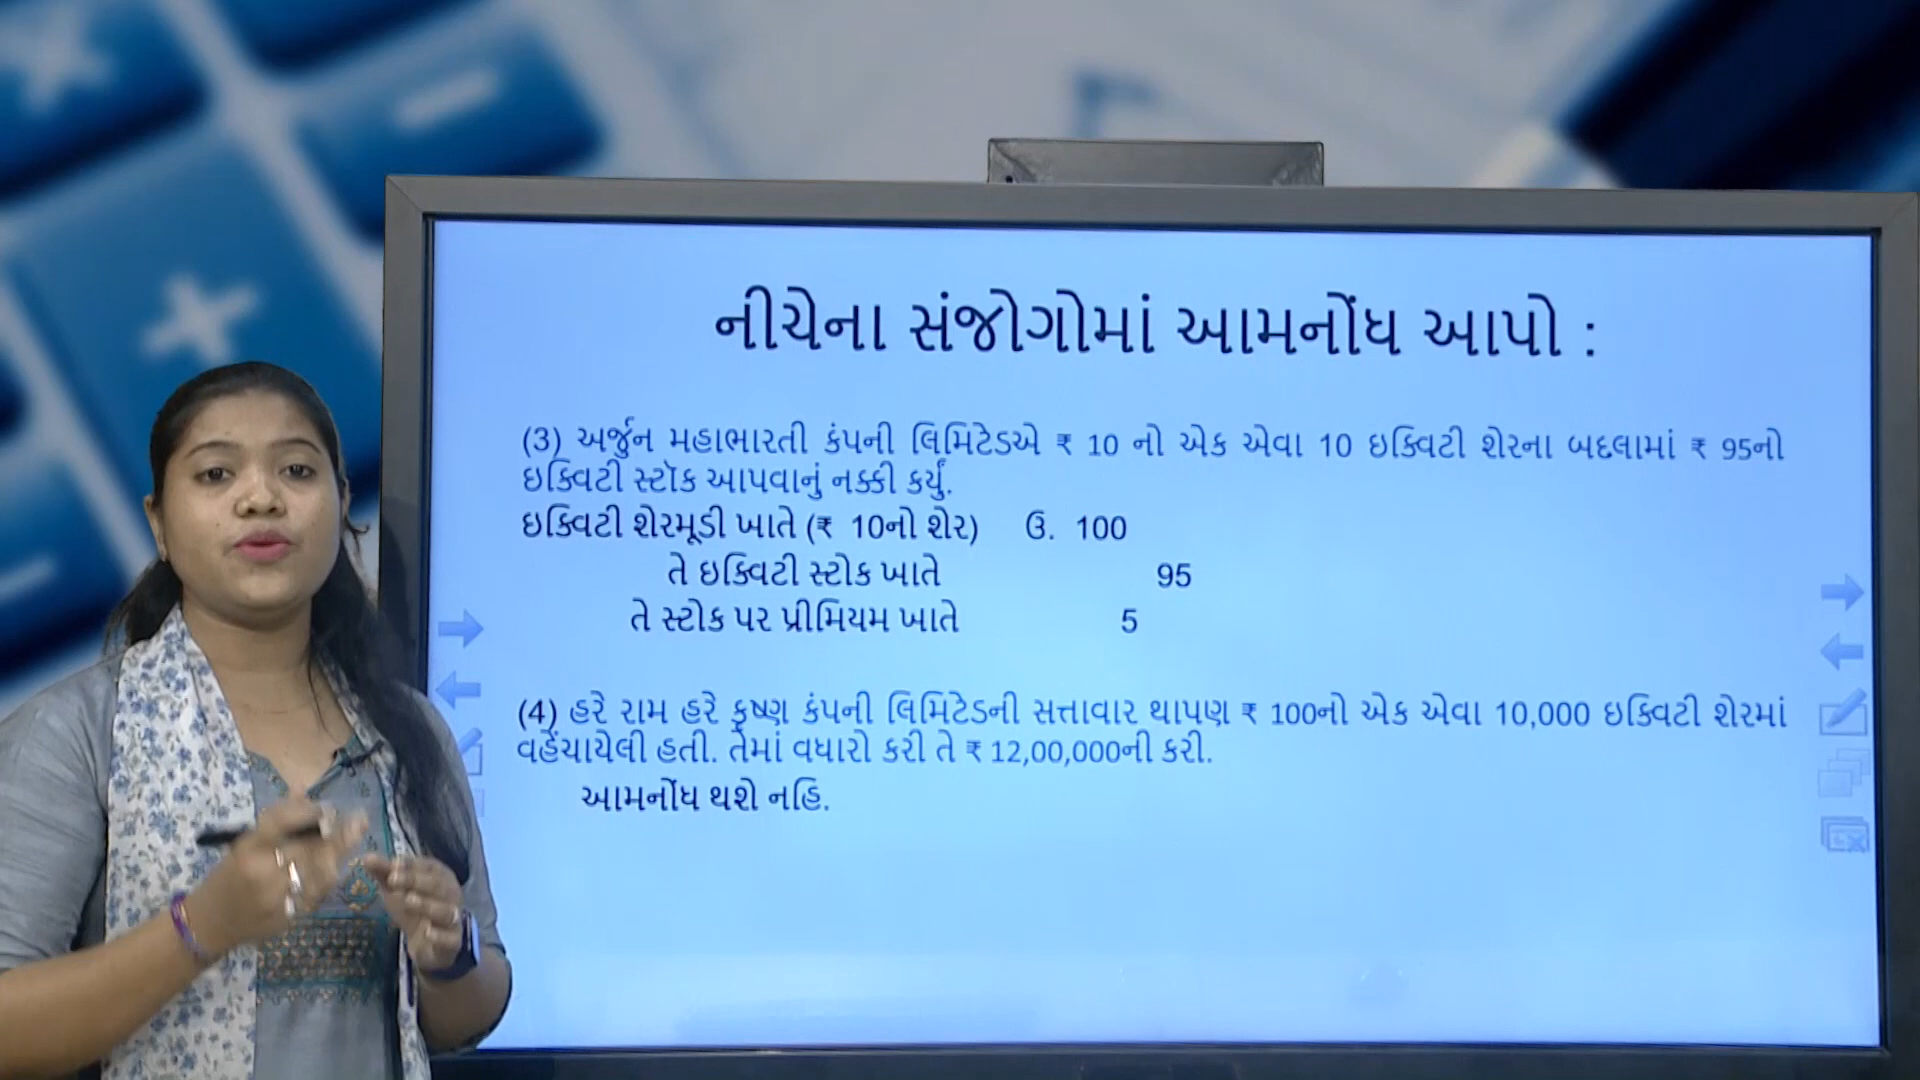 નીચેના સંજોગોમાં આમનોંધ આપો :
(3) અર્જુન મહાભારતી કંપની લિમિટેડએ ₹ 10 નો એક એવા 10 ઇક્વિટી શેરના બદલામાં ₹ 95નો
ઇક્વિટી સ્ટૉક આપવાનું નક્કી કર્યું.
ઇક્વિટી શેરમૂડી ખાતે (₹ 10નો શેર) ઉ. 100
તે ઇક્વિટી સ્ટોક ખાતે 95
તે સ્ટોક પર પ્રીમિયમ ખાતે 5
(4) હરે રામ હરે કૃષ્ણ કંપની લિમિટેડની સત્તાવાર થાપણ ₹ 100નો એક એવા 10,000 ઇક્વિટી શેરમાં
વહેંચાયેલી હતી. તેમાં વધારો કરી તે ₹ 12,00,000ની કરી.
આમનોંધ થશે નહિ.